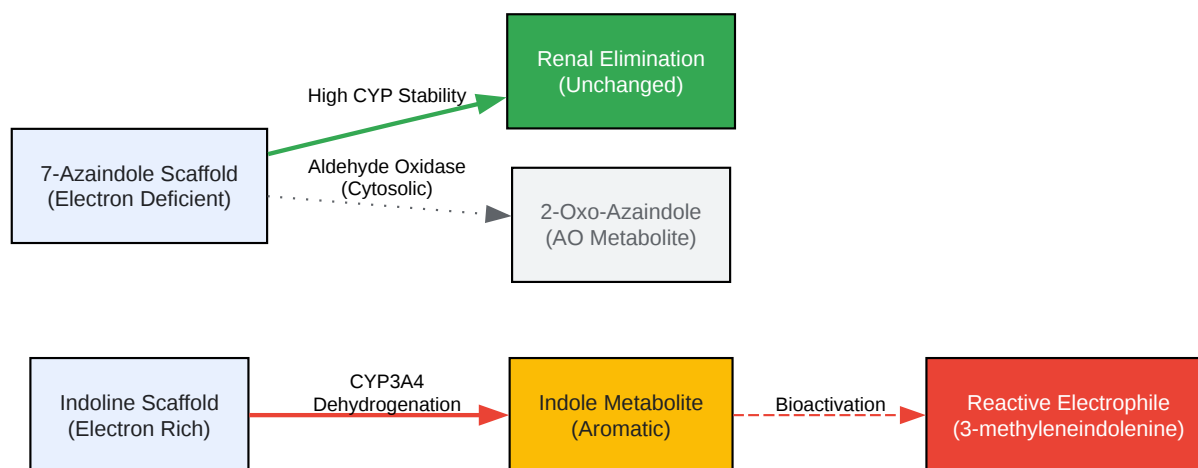 Renal Elimination
(Unchanged)
High CYP Stability
7-Azaindole Scaffold
(Electron Deficient)
Aldehyde Oxidase
(Cytosolic)
2-Oxo-Azaindole
(AO Metabolite)
Indoline Scaffold
(Electron Rich)
CYP3A4
Dehydrogenation
Indole Metabolite
(Aromatic)
Bioactivation
Reactive Electrophile
(3-methyleneindolenine)